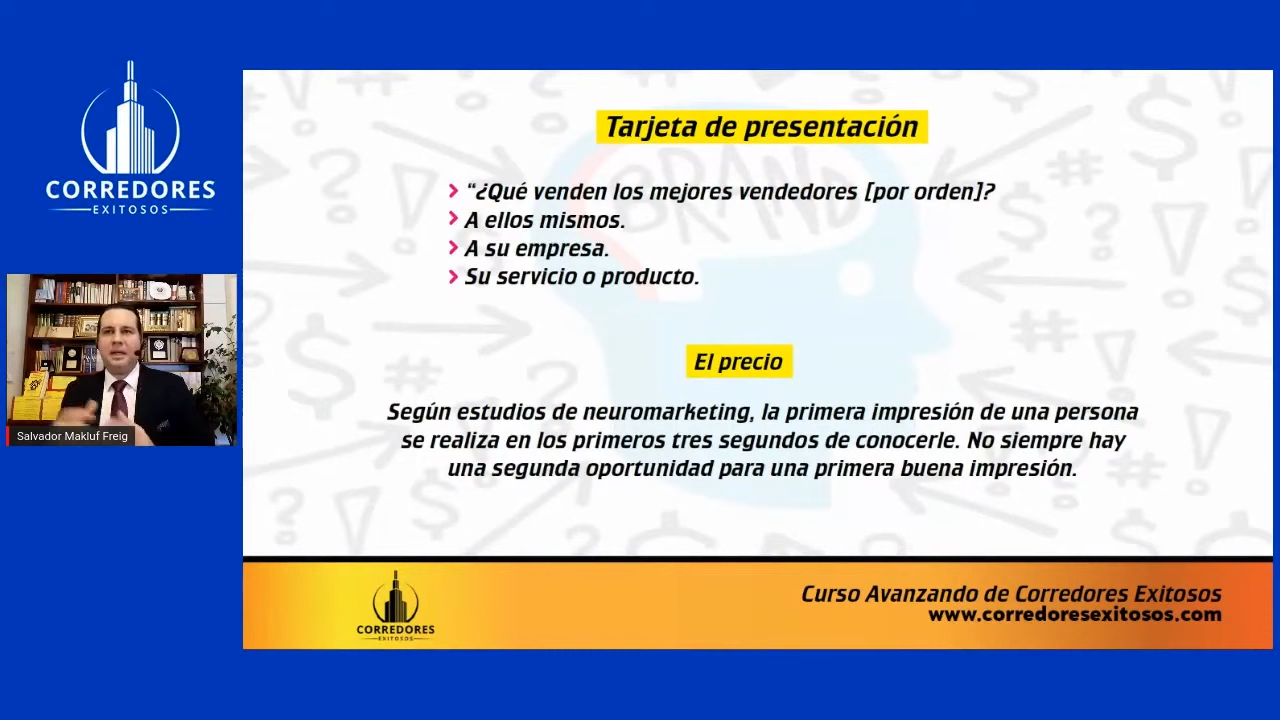 CORREDORES
EXITOSOS
Salvador Makluf Freig
BRAND
Tarjeta de presentación
“¿Qué venden los mejores vendedores [por orden]?
A ellos mismos.
A su empresa.
Su servicio o producto.
El precio
Según estudios de neuromarketing, la primera impresión de una persona
se realiza en los primeros tres segundos de conocerle. No siempre hay
una segunda oportunidad para una primera buena impresión.
CORREDORES
EXITOSOS
Curso Avanzando de Corredores Exitosos
www.corredoresexitosos.com